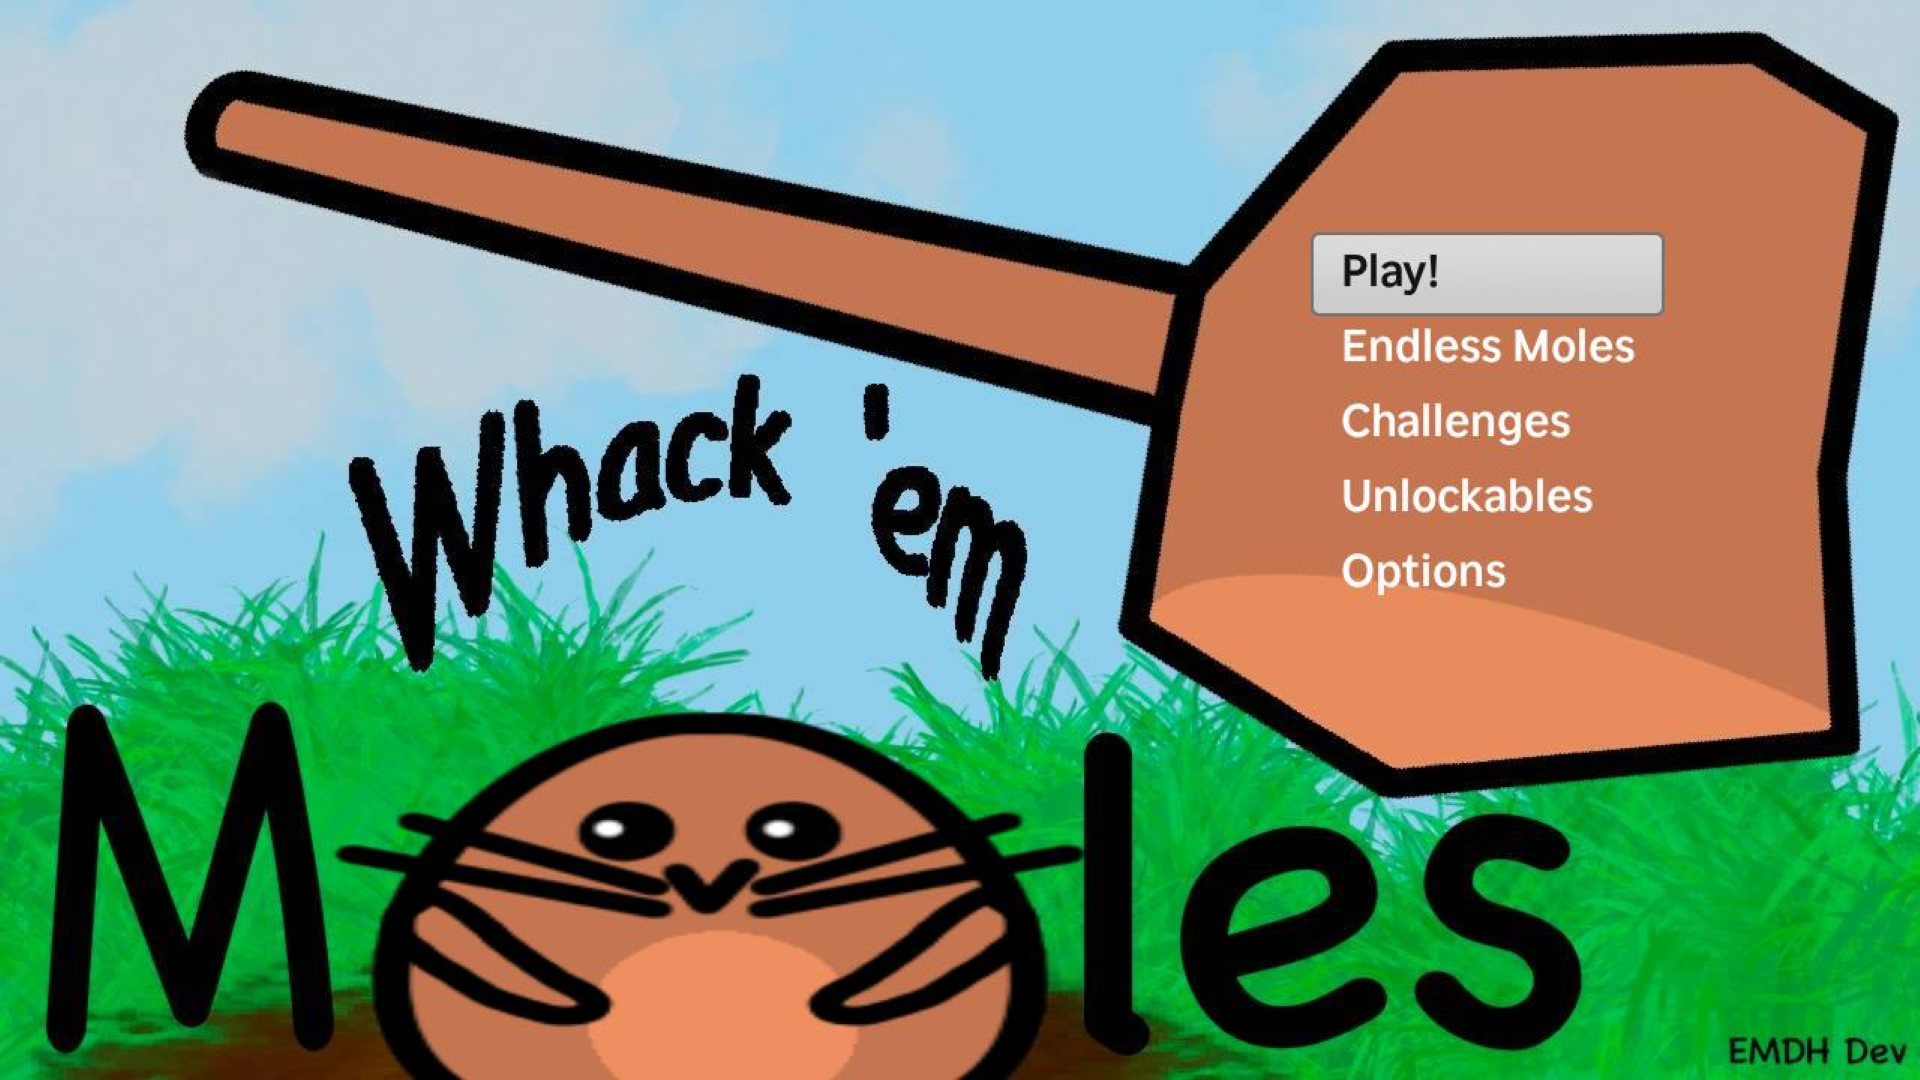 Whack 'em
Moles
Play!
Endless Moles
Challenges
Unlockables
Options
EMDH Dev